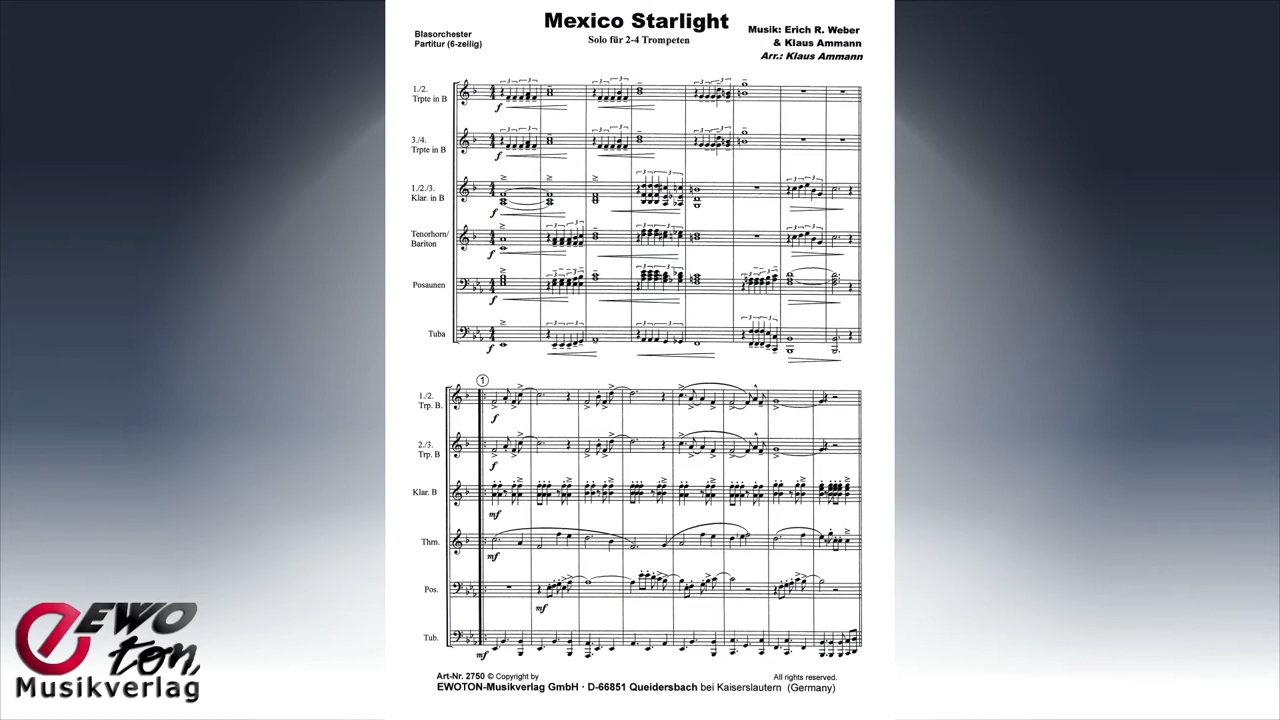 Mexico Starlight
Solo für 2-4 Trompeten
Blasorchester
Partitur (6-zeilig)
Musik: Erich R. Weber
& Klaus Ammann
Arr.: Klaus Ammann
1./2.
Trpte in B
3./4.
Trpte in B
1./2./3.
Klar. in B
Tenorhorn/
Bariton
Posaunen
Tuba
1
1./2.
Trp. B.
2./3.
Trp. B
Klar. B
Thrn.
Pos.
Tub.
Art-Nr. 2750 © Copyright by
All rights reserved.
EWOTON-Musikverlag GmbH · D-66851 Queidersbach bei Kaiserslautern (Germany)
EWO
ton,
Musikverlag